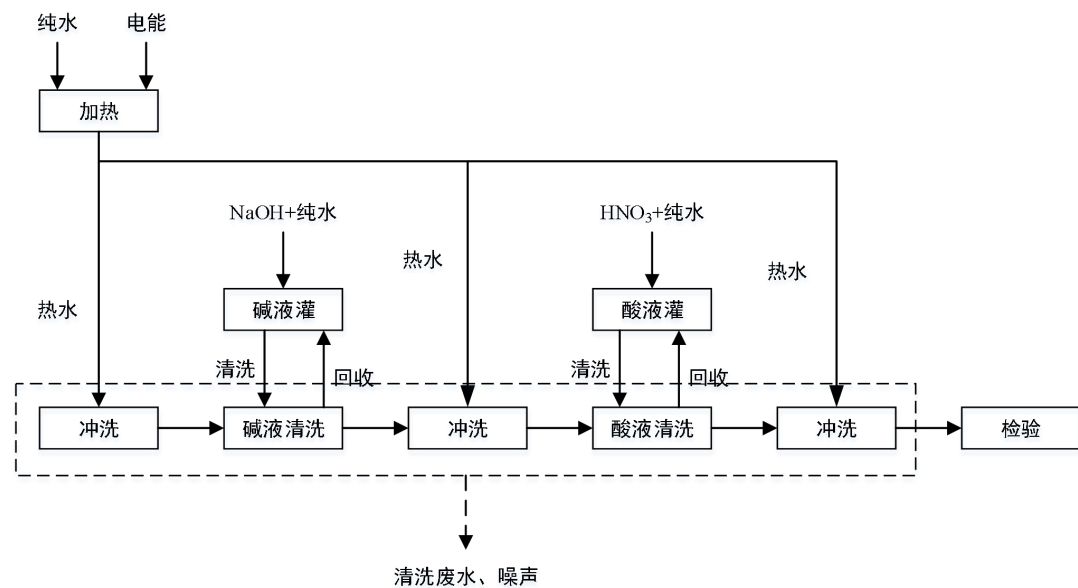 纯水
电能
加热
NaOH+纯水
HNO₃+纯水
热水
热水
热水
碱液灌
酸液灌
清洗
回收
清洗
回收
冲洗
碱液清洗
冲洗
酸液清洗
冲洗
检验
清洗废水、噪声